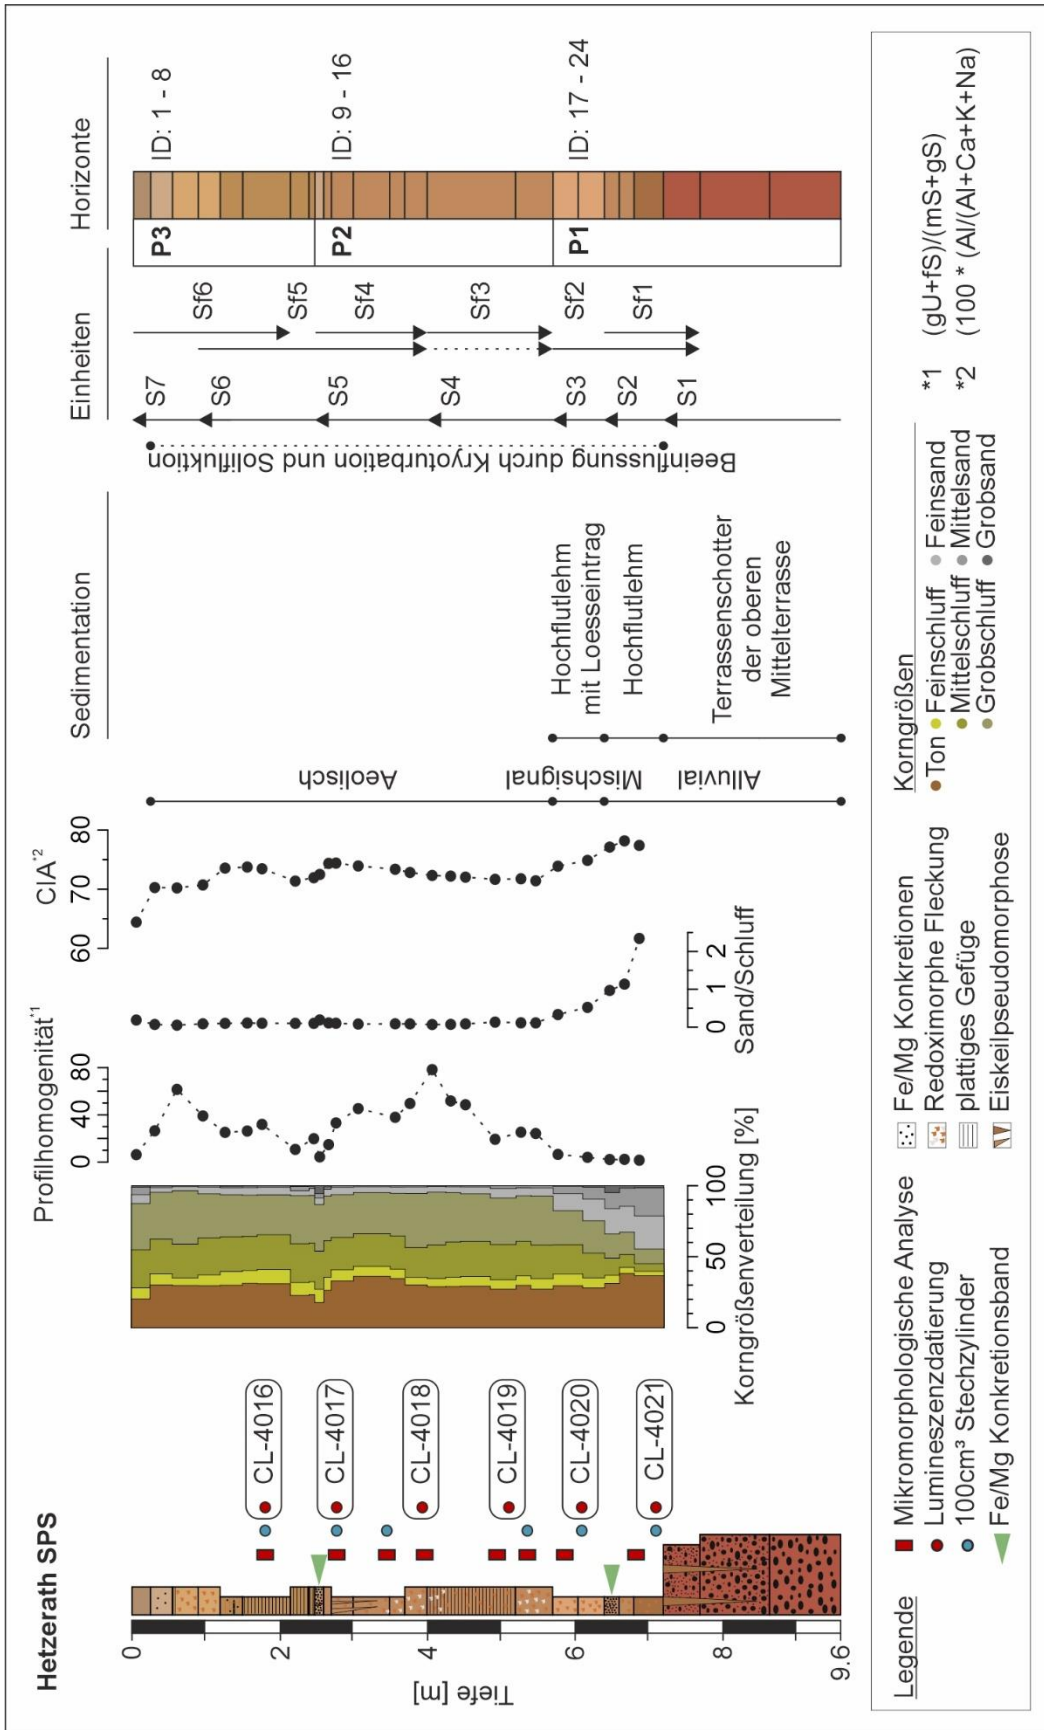 Hetzerath SPS
Tiefe [m]
0
2
4
6
8
9.6
CL-4016
CL-4017
CL-4018
CL-4019
CL-4020
CL-4021
Korngrößenverteilung [%]
0
50
100
Profilhomogenität*1
0
40
80
Sand/Schluff
0
1
2
CIA*2
60
70
80
Aeolisch
Mischsignal
Alluvial
Sedimentation
Hochflutlehm
mit Loesseintrag
Hochflutlehm
Terrassenschotter
der oberen
Mittelterrasse
Beeinflussung durch Kryoturbation und Solifluktion
Einheiten
S7
S6
S5
S4
S3
S2
S1
Sf6
Sf5
Sf4
Sf3
Sf2
Sf1
Horizonte
P3
P2
P1
ID: 1 - 8
ID: 9 - 16
ID: 17 - 24
Legende
Mikromorphologische Analyse
Lumineszenzdatierung
100cm³ Stechzylinder
Fe/Mg Konkretionsband
Fe/Mg Konkretionen
Redoximorphe Fleckung
plattiges Gefüge
Eiskeilpseudomorphose
Korngrößen
Ton
Feinschluff
Mittelschluff
Grobschluff
Feinsand
Mittelsand
Grobsand
*1 (gU+fS)/(mS+gS)
*2 (100 * (Al/(Al+Ca+K+Na)